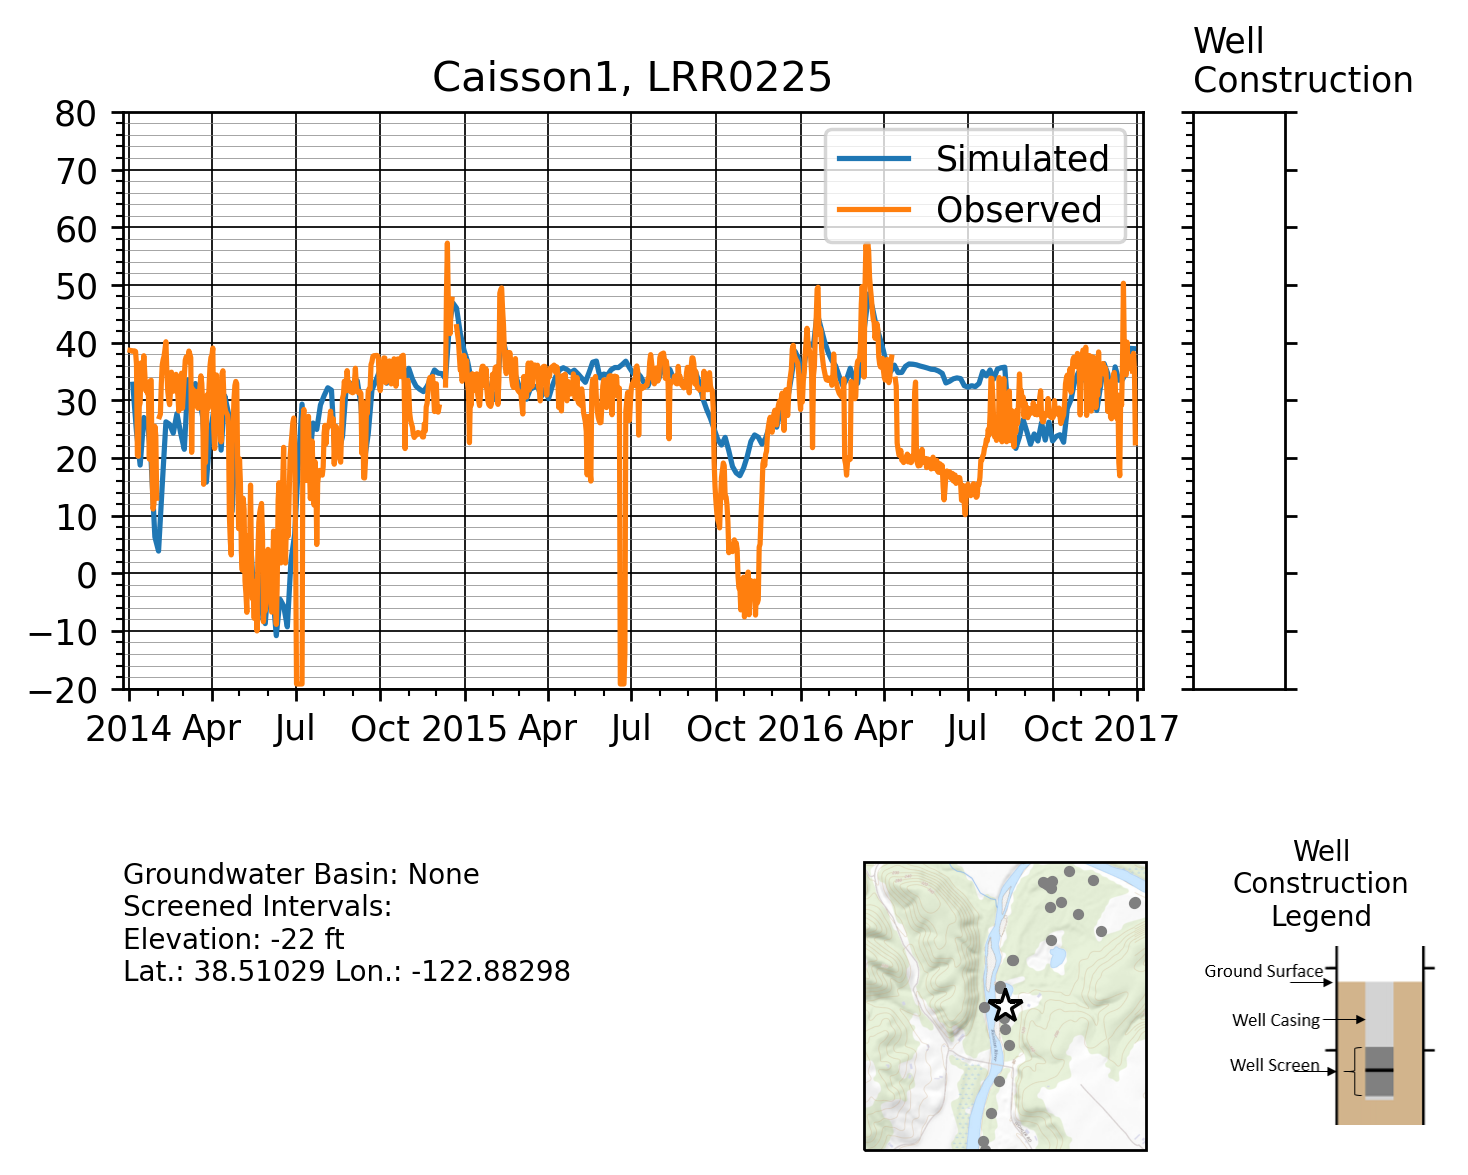 Well
Construction
Caisson1, LRR0225
80
70
60
50
40
30
20
10
0
−10
−20
Simulated
Observed
2014 Apr Jul Oct 2015 Apr Jul Oct 2016 Apr Jul Oct 2017
Groundwater Basin: None
Screened Intervals:
Elevation: -22 ft
Lat.: 38.51029 Lon.: -122.88298
Well
Construction
Legend
Ground Surface
Well Casing
Well Screen